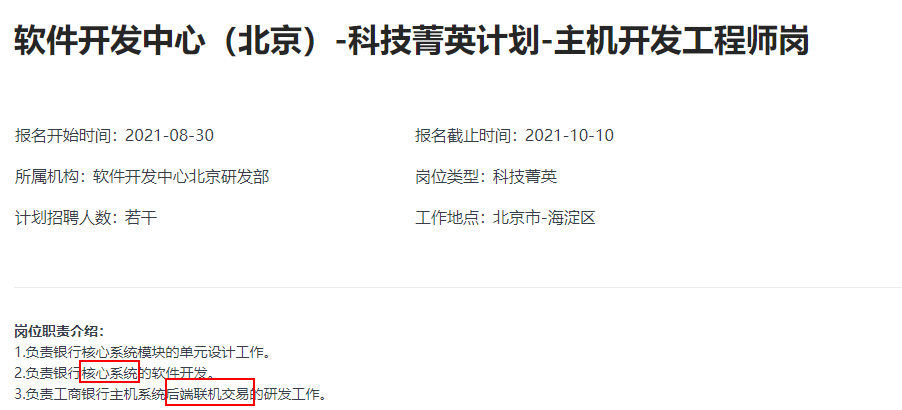 软件开发中心（北京）-科技菁英计划-主机开发工程师岗
报名开始时间：2021-08-30 报名截止时间：2021-10-10
所属机构：软件开发中心北京研发部 岗位类型：科技菁英
计划招聘人数：若干 工作地点：北京市-海淀区
岗位职责介绍：
1.负责银行核心系统模块的单元设计工作。
2.负责银行核心系统的软件开发。
3.负责工商银行主机系统后端联机交易的研发工作。